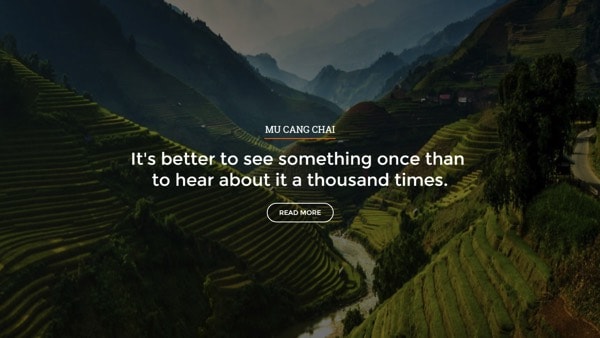 MU CANG CHAI
It's better to see something once than
to hear about it a thousand times.
READ MORE